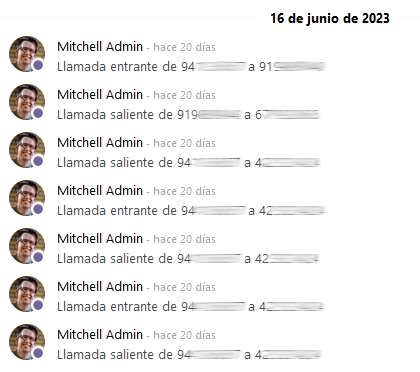 16 de junio de 2023
Mitchell Admin - hace 20 días
Llamada entrante de 94 a 91
Mitchell Admin - hace 20 días
Llamada saliente de 919 a 6
Mitchell Admin - hace 20 días
Llamada saliente de 94 a 4
Mitchell Admin - hace 20 días
Llamada entrante de 94 a 42
Mitchell Admin - hace 20 días
Llamada saliente de 94 a 42
Mitchell Admin - hace 20 días
Llamada entrante de 94 a 4
Mitchell Admin - hace 20 días
Llamada saliente de 94 a 4